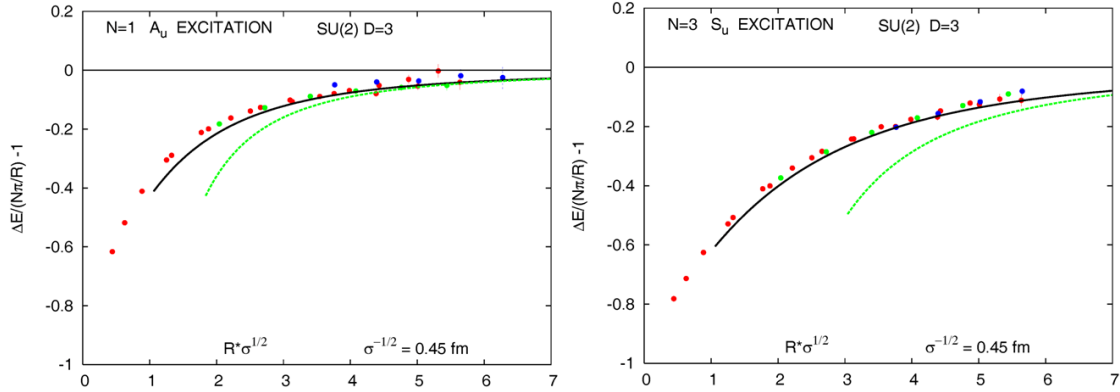 N=1 A_u EXCITATION SU(2) D=3
0.2
0
-0.2
-0.4
-0.6
-0.8
-1
ΔE/(Nπ/R) -1
R*σ^{1/2} σ^{-1/2} = 0.45 fm
0 1 2 3 4 5 6 7
N=3 S_u EXCITATION SU(2) D=3
0.2
0
-0.2
-0.4
-0.6
-0.8
-1
ΔE/(Nπ/R) -1
R*σ^{1/2} σ^{-1/2} = 0.45 fm
0 1 2 3 4 5 6 7